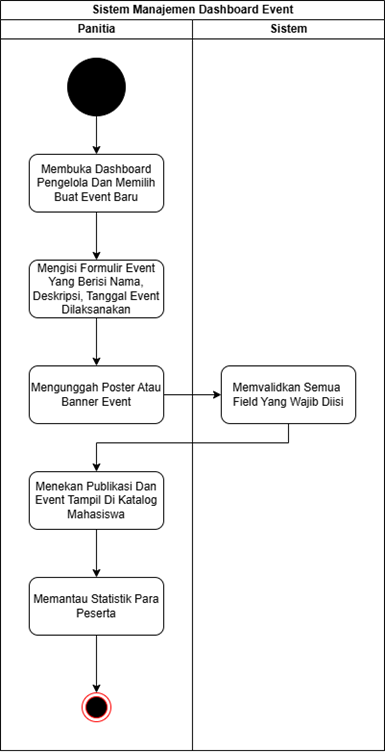 Sistem Manajemen Dashboard Event
Panitia
Sistem
Membuka Dashboard
Pengelola Dan Memilih
Buat Event Baru
Mengisi Formulir Event
Yang Berisi Nama,
Deskripsi, Tanggal Event
Dilaksanakan
Mengunggah Poster Atau
Banner Event
Memvalidkan Semua
Field Yang Wajib Diisi
Menekan Publikasi Dan
Event Tampil Di Katalog
Mahasiswa
Memantau Statistik Para
Peserta